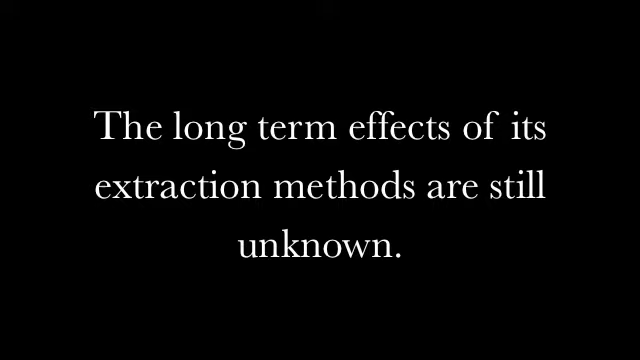 The long term effects of its
extraction methods are still
unknown.